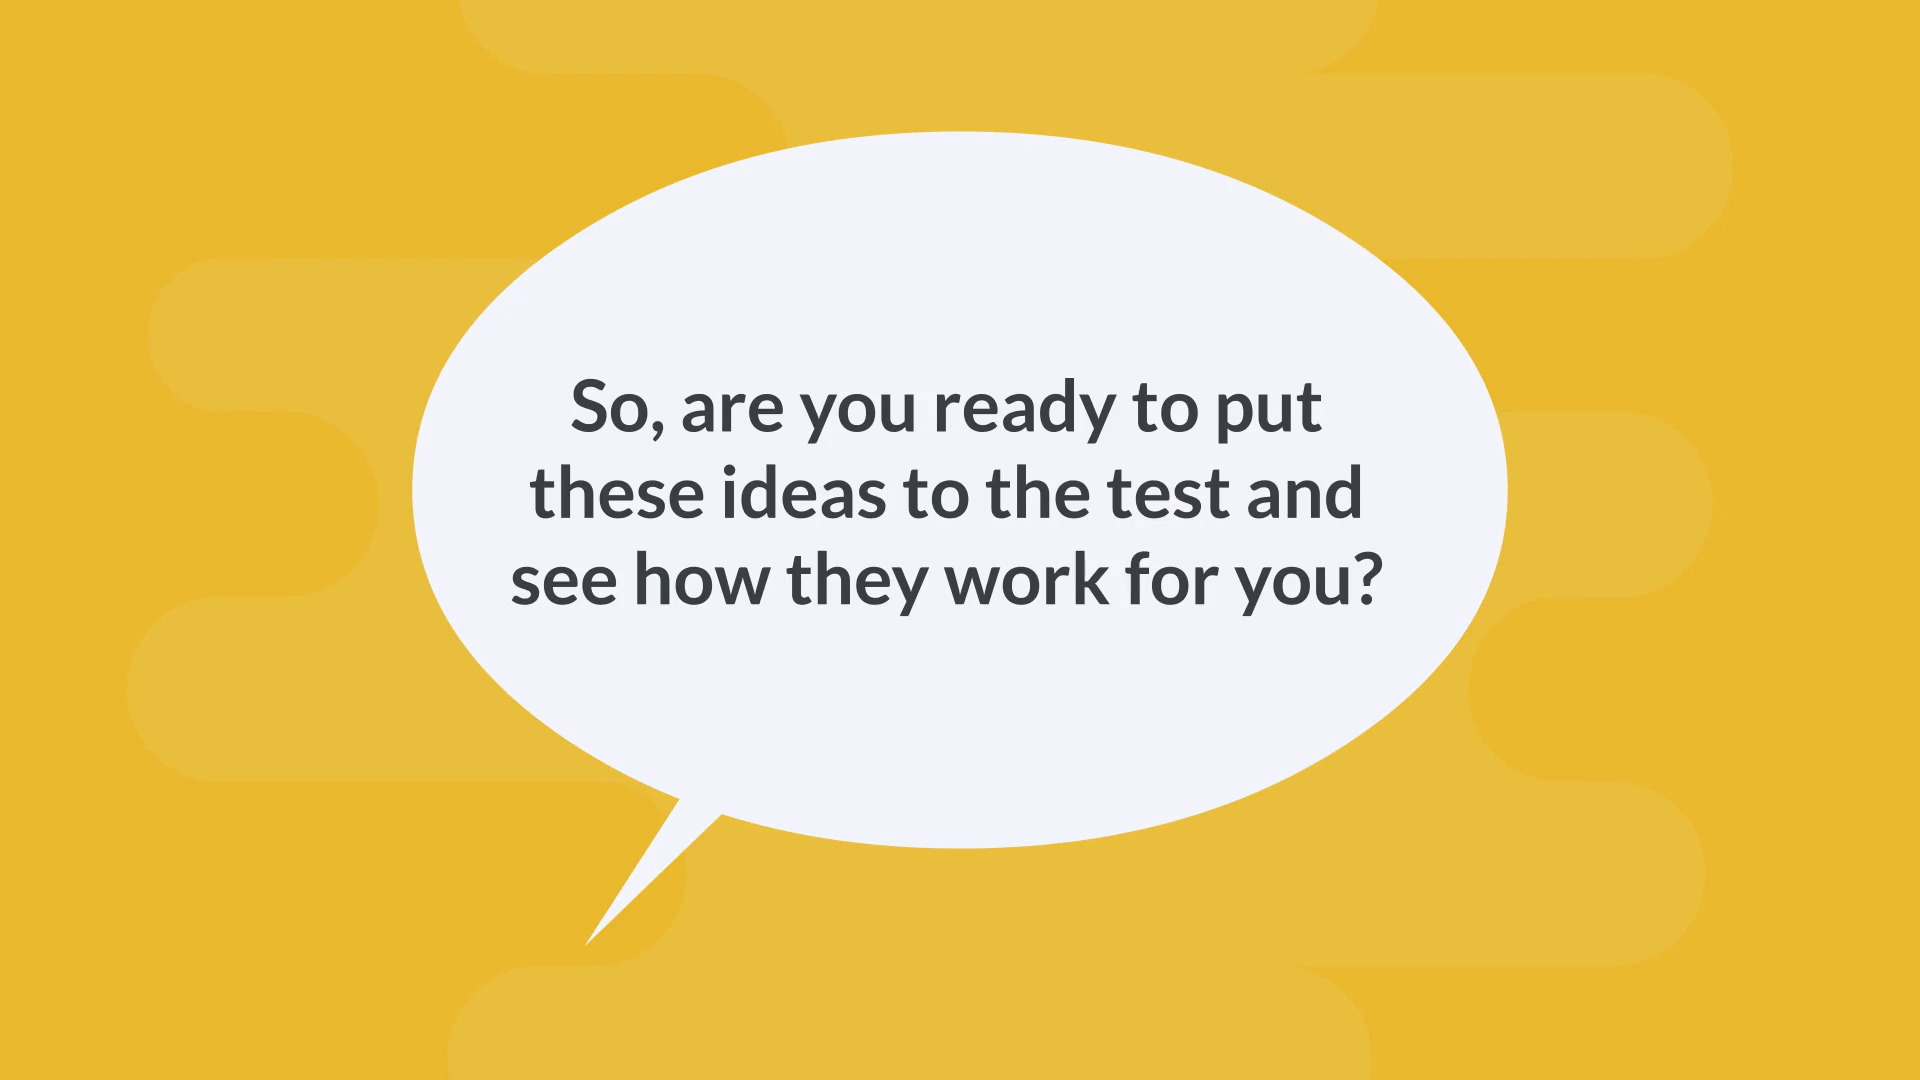 So, are you ready to put
these ideas to the test and
see how they work for you?